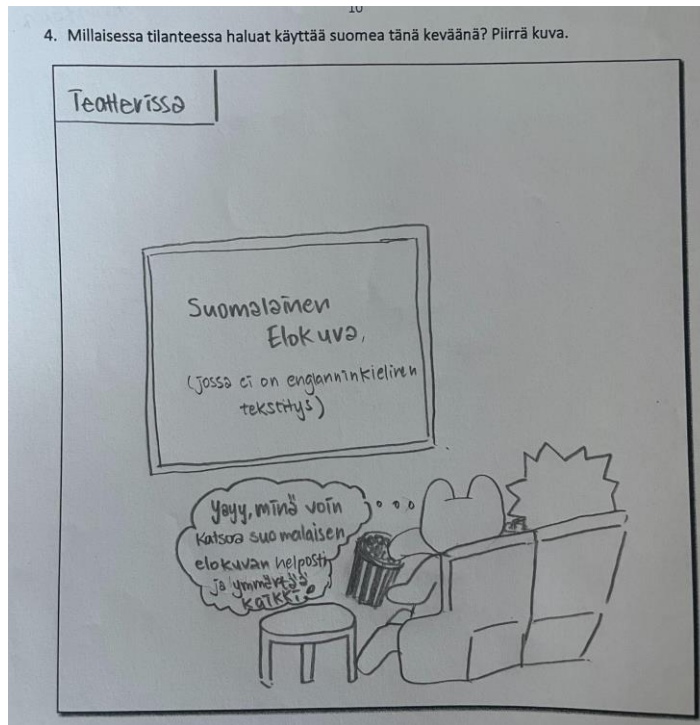 10
4. Millaisessa tilanteessa haluat käyttää suomea tänä keväänä? Piirrä kuva.
Teatterissa
Suomalainen
Elokuva,
(jossa ei on englanninkielinen
tekstitys)
Yayy, minä voin
katsoa suomalaisen
elokuvan helposti
ja ymmärtää
kaikki